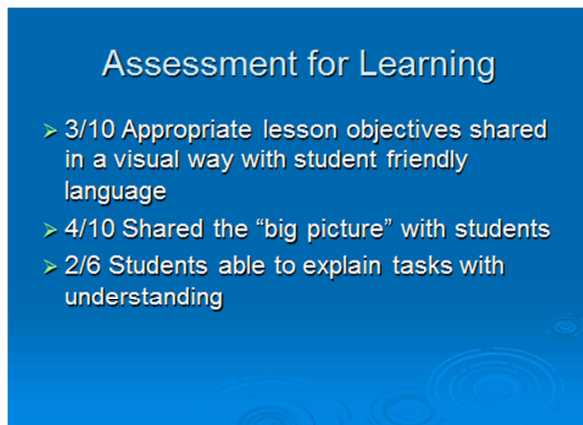 Assessment for Learning
3/10 Appropriate lesson objectives shared
in a visual way with student friendly
language
4/10 Shared the “big picture” with students
2/6 Students able to explain tasks with
understanding